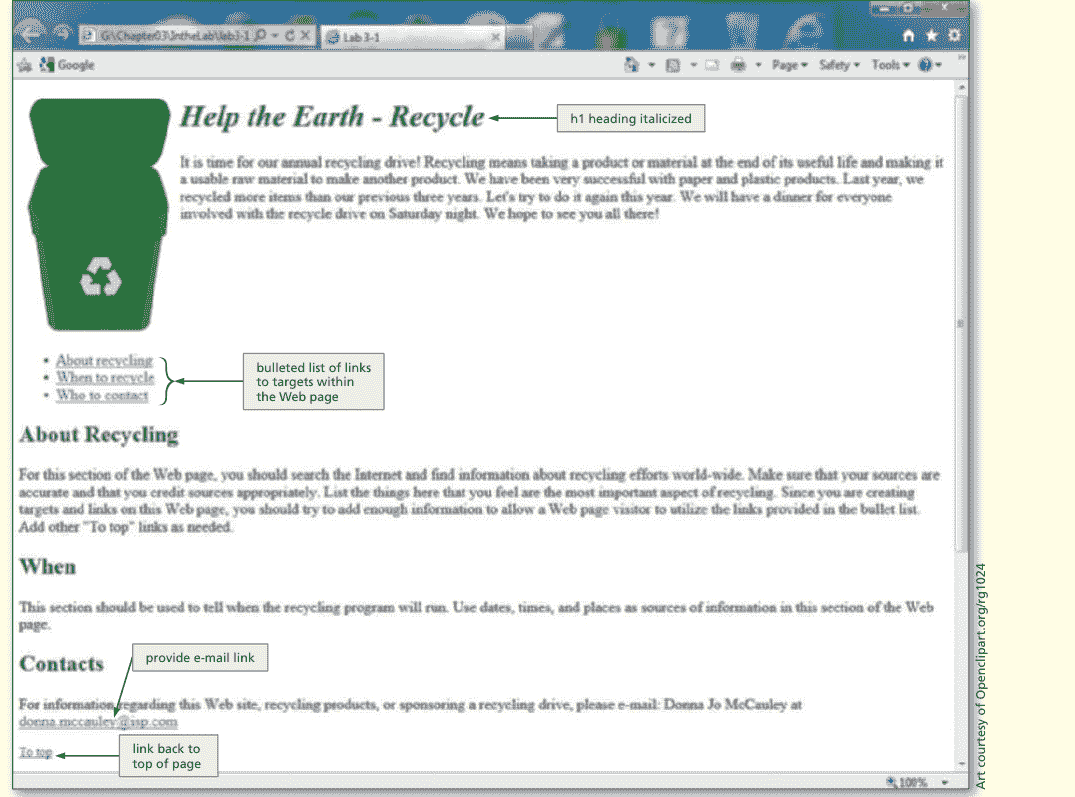 G:\Chapter03\IntheLab\lab3-1
Lab 3-1
Google
Page
Safety
Tools
Help the Earth - Recycle
h1 heading italicized
It is time for our annual recycling drive! Recycling means taking a product or material at the end of its useful life and making it
a usable raw material to make another product. We have been very successful with paper and plastic products. Last year, we
recycled more items than our previous three years. Let's try to do it again this year. We will have a dinner for everyone
involved with the recycle drive on Saturday night. We hope to see you all there!
• About recycling
• When to recycle
• Who to contact
bulleted list of links
to targets within
the Web page
About Recycling
For this section of the Web page, you should search the Internet and find information about recycling efforts world-wide. Make sure that your sources are
accurate and that you credit sources appropriately. List the things here that you feel are the most important aspect of recycling. Since you are creating
targets and links on this Web page, you should try to add enough information to allow a Web page visitor to utilize the links provided in the bullet list.
Add other "To top" links as needed.
When
This section should be used to tell when the recycling program will run. Use dates, times, and places as sources of information in this section of the Web
page.
provide e-mail link
Contacts
For information regarding this Web site, recycling products, or sponsoring a recycling drive, please e-mail: Donna Jo McCauley at
donna.mccauley@isp.com
To top
link back to
top of page
100%
Art courtesy of Openclipart.org/rg1024